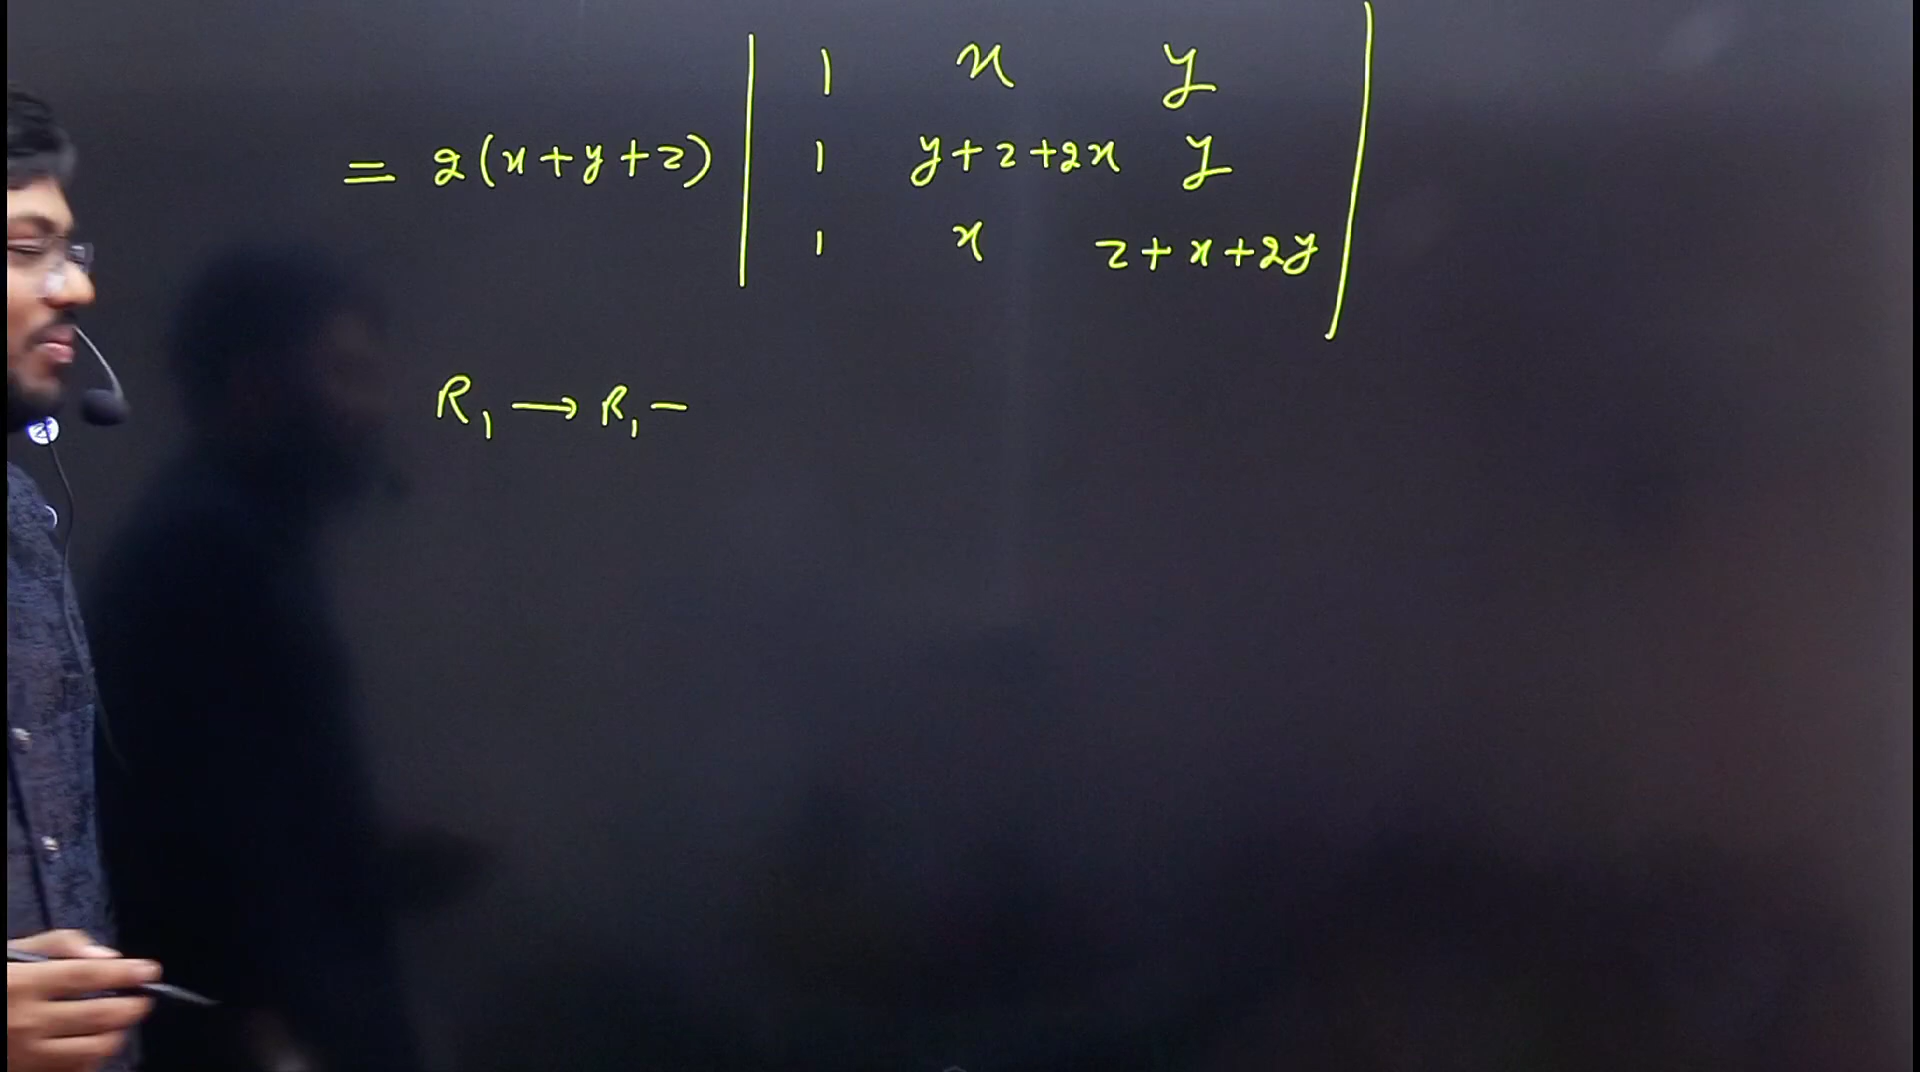 | 1 x y |
= 2(x+y+z) | 1 y+z+2x y |
| 1 x z+x+2y |
R₁ → R₁ –